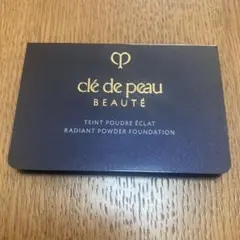 clé de peau
BEAUTÉ
TEINT POUDRE ÉCLAT
RADIANT POWDER FOUNDATION